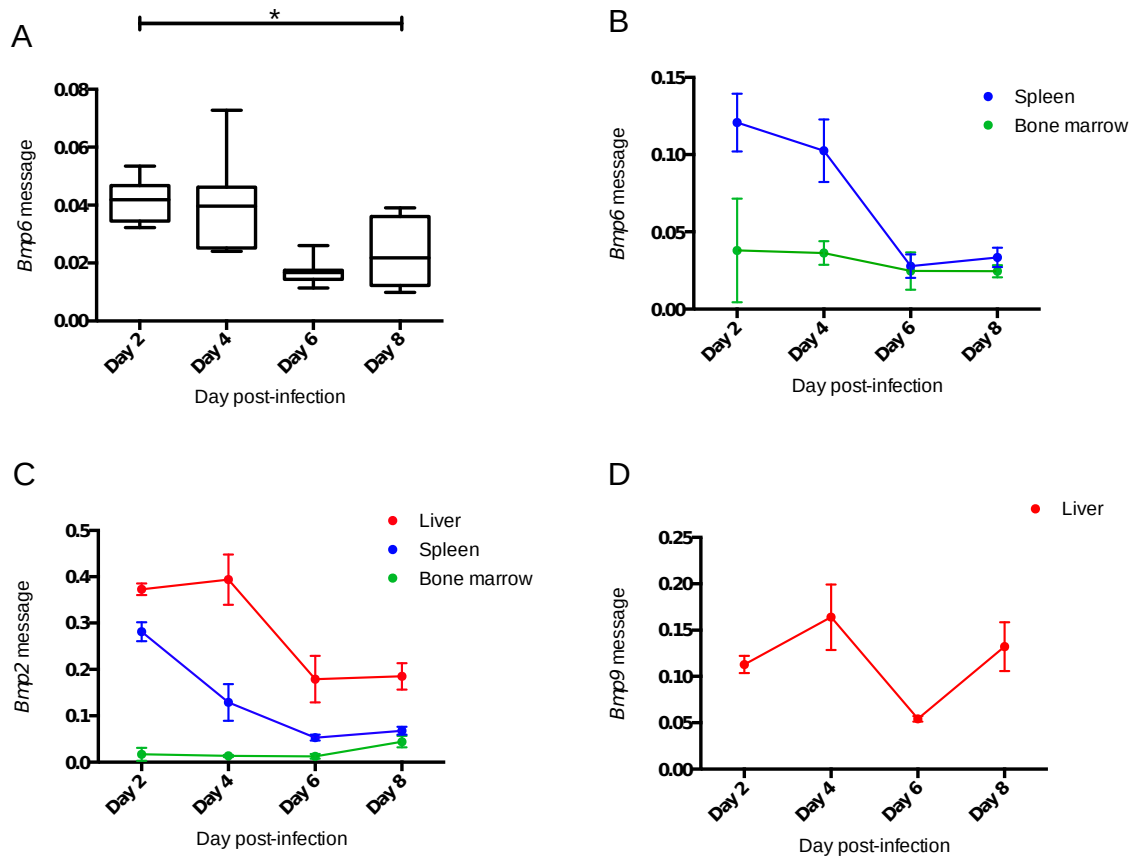 A
*
Bmp6 message
0.08
0.06
0.04
0.02
0.00
Day 2
Day 4
Day 6
Day 8
Day post-infection
B
Spleen
Bone marrow
Bmp6 message
0.15
0.10
0.05
0.00
Day 2
Day 4
Day 6
Day 8
Day post-infection
C
Liver
Spleen
Bone marrow
Bmp2 message
0.5
0.4
0.3
0.2
0.1
0.0
Day 2
Day 4
Day 6
Day 8
Day post-infection
D
Liver
Bmp9 message
0.25
0.20
0.15
0.10
0.05
0.00
Day 2
Day 4
Day 6
Day 8
Day post-infection